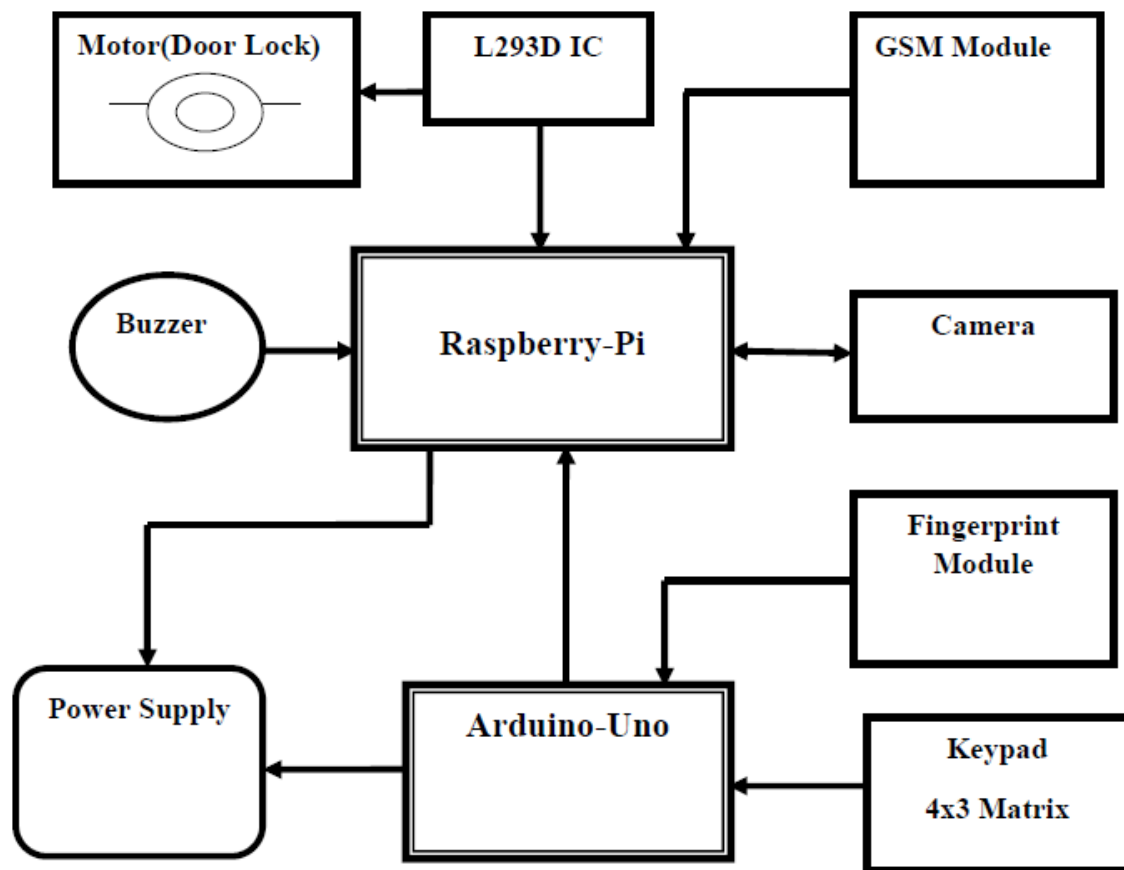 Motor(Door Lock)
L293D IC
GSM Module
Buzzer
Raspberry-Pi
Camera
Fingerprint
Module
Power Supply
Arduino-Uno
Keypad
4x3 Matrix